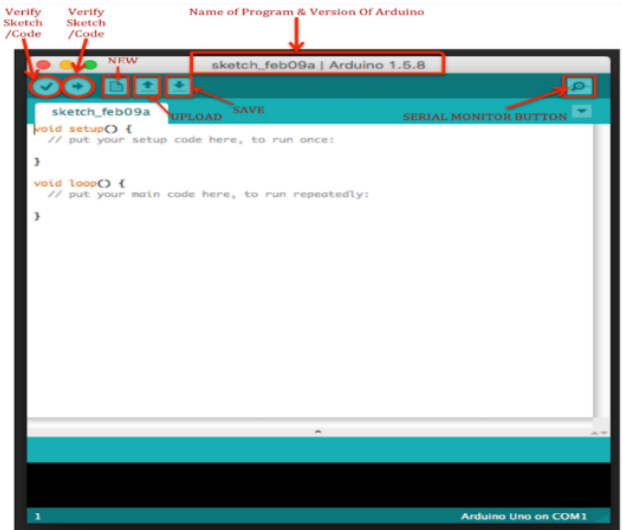 Verify
Sketch
/Code
Verify
Sketch
/Code
Name of Program & Version Of Arduino
NEW
sketch_feb09a | Arduino 1.5.8
sketch_feb09a
UPLOAD
SAVE
SERIAL MONITOR BUTTON
void setup() {
// put your setup code here, to run once:
}
void loop() {
// put your main code here, to run repeatedly:
}
1
Arduino Uno on COM1